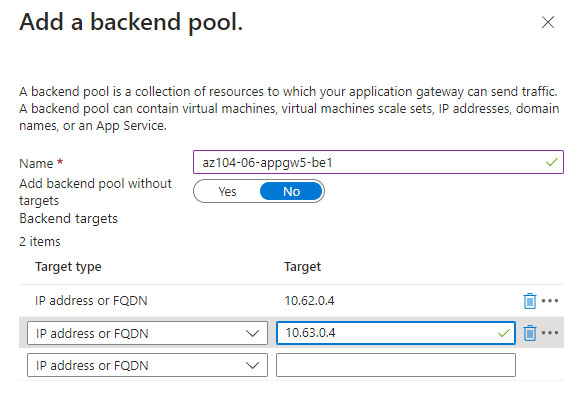 Add a backend pool.
A backend pool is a collection of resources to which your application gateway can send traffic.
A backend pool can contain virtual machines, virtual machines scale sets, IP addresses, domain
names, or an App Service.
Name *
az104-06-appgw5-be1
Add backend pool without
targets
Yes
No
Backend targets
2 items
Target type
Target
IP address or FQDN
10.62.0.4
IP address or FQDN
10.63.0.4
IP address or FQDN